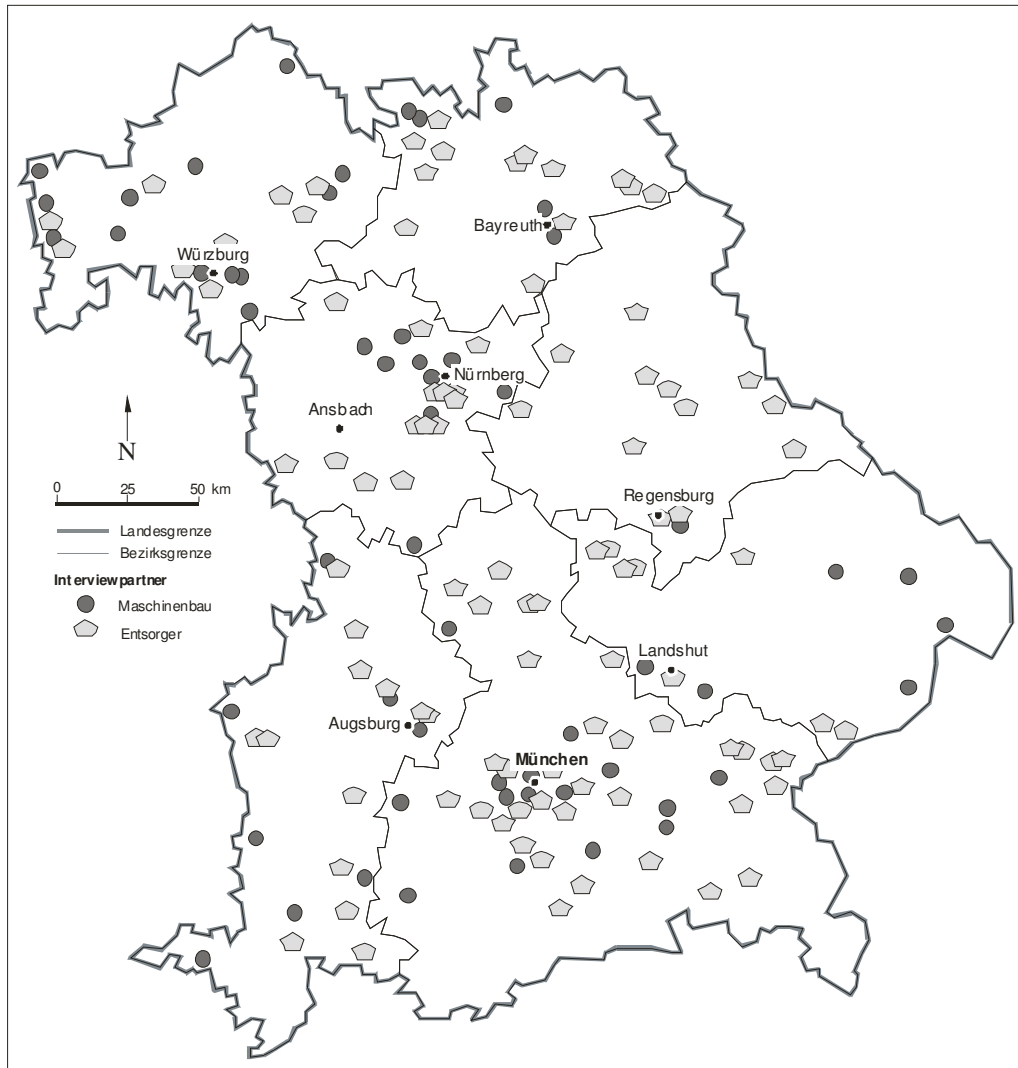 Bayreuth
Würzburg
Nürnberg
Ansbach
N
0 25 50 km
Regensburg
Landesgrenze
Bezirksgrenze
Interviewpartner
Maschinenbau
Entsorger
Landshut
Augsburg
München